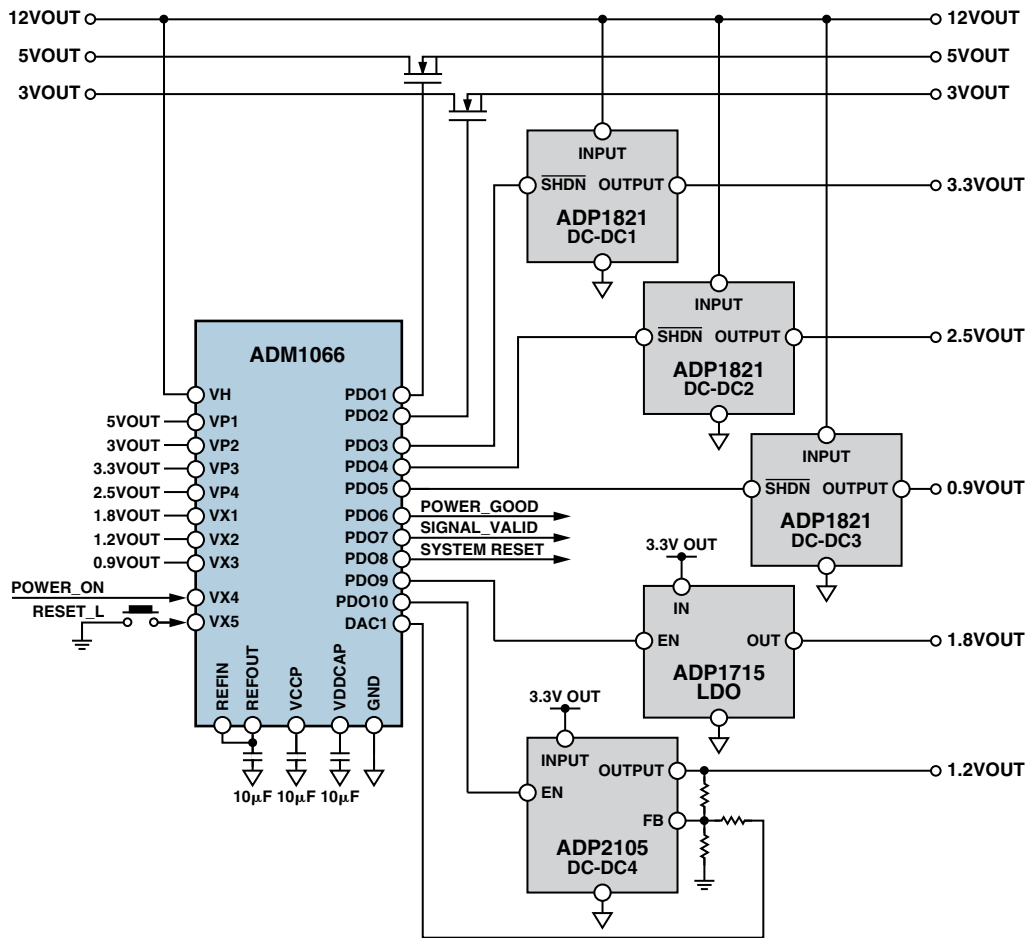 12VOUT
12VOUT
5VOUT
5VOUT
3VOUT
3VOUT
INPUT
SHDN OUTPUT
3.3VOUT
ADP1821
DC-DC1
INPUT
SHDN OUTPUT
2.5VOUT
ADP1821
DC-DC2
INPUT
SHDN OUTPUT
0.9VOUT
ADP1821
DC-DC3
ADM1066
VH
PDO1
5VOUT
VP1
PDO2
3VOUT
VP2
PDO3
3.3VOUT
VP3
PDO4
2.5VOUT
VP4
PDO5
1.8VOUT
VX1
PDO6
POWER_GOOD
1.2VOUT
VX2
PDO7
SIGNAL_VALID
0.9VOUT
VX3
PDO8
SYSTEM RESET
PDO9
POWER_ON
VX4
PDO10
RESET_L
VX5
DAC1
REFIN
REFOUT
VCCP
VDDCAP
GND
10μF
10μF
10μF
3.3V OUT
IN
EN
OUT
1.8VOUT
ADP1715
LDO
3.3V OUT
INPUT
OUTPUT
1.2VOUT
EN
FB
ADP2105
DC-DC4